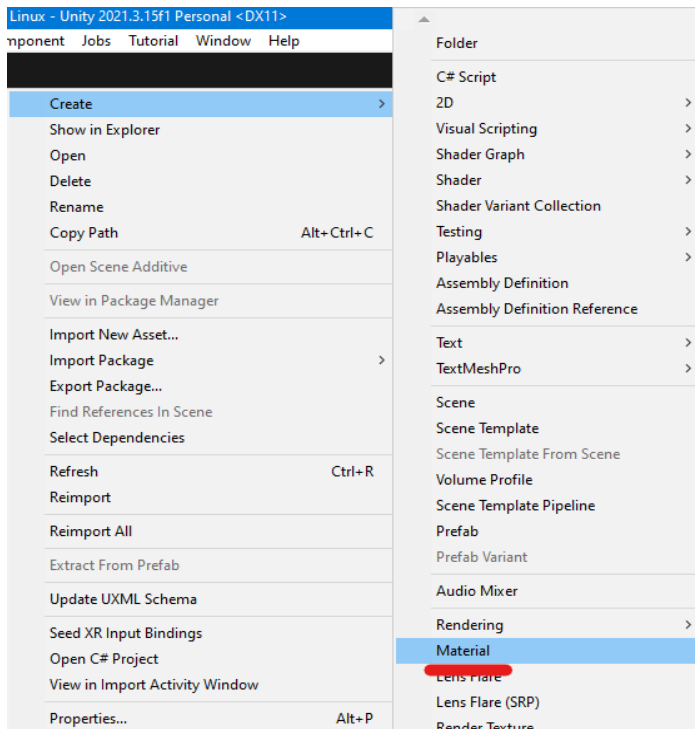 Linux - Unity 2021.3.15f1 Personal <DX11>
mponent Jobs Tutorial Window Help
Create
Show in Explorer
Open
Delete
Rename
Copy Path Alt+Ctrl+C
Open Scene Additive
View in Package Manager
Import New Asset...
Import Package
Export Package...
Find References In Scene
Select Dependencies
Refresh Ctrl+R
Reimport
Reimport All
Extract From Prefab
Update UXML Schema
Seed XR Input Bindings
Open C# Project
View in Import Activity Window
Properties... Alt+P
Folder
C# Script
2D
Visual Scripting
Shader Graph
Shader
Shader Variant Collection
Testing
Playables
Assembly Definition
Assembly Definition Reference
Text
TextMeshPro
Scene
Scene Template
Scene Template From Scene
Volume Profile
Scene Template Pipeline
Prefab
Prefab Variant
Audio Mixer
Rendering
Material
Lens Flare
Lens Flare (SRP)
Render Texture